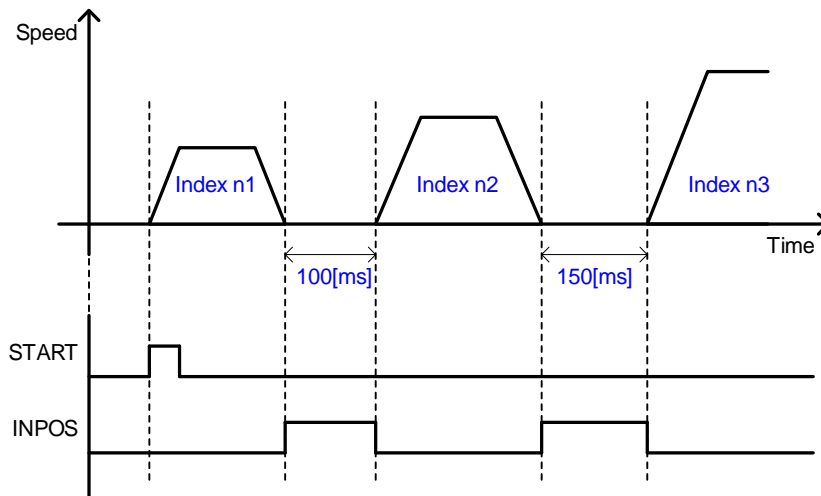 Speed
Index n1
Index n2
Index n3
Time
100[ms]
150[ms]
START
INPOS